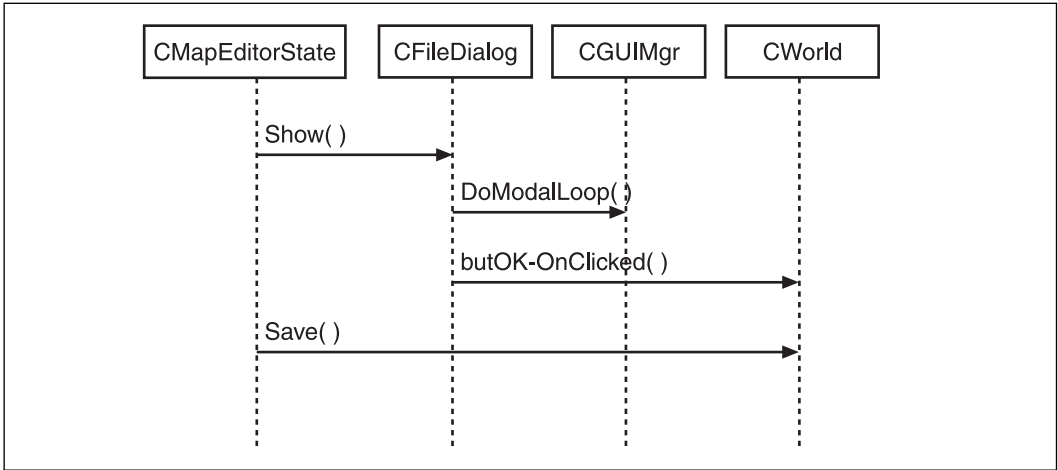 CMapEditorState
CFileDialog
CGUIMgr
CWorld
Show( )
DoModalLoop( )
butOK-OnClicked( )
Save( )